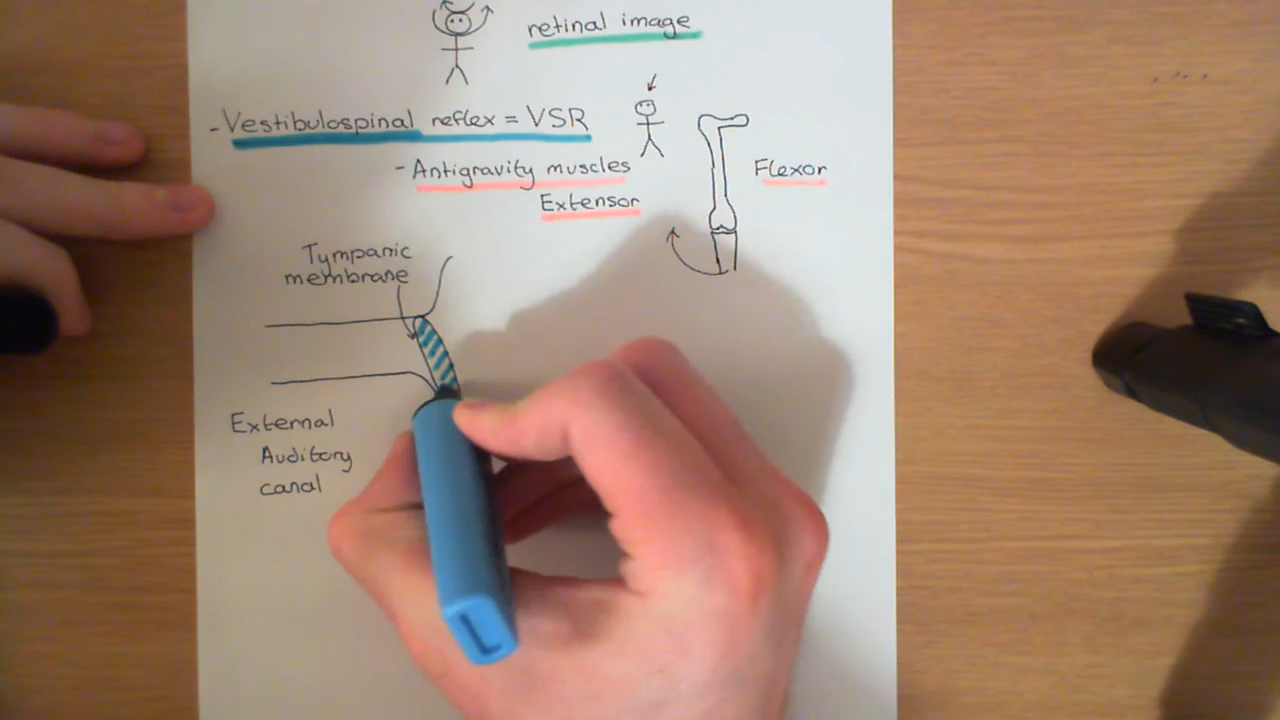 retinal image
- Vestibulospinal reflex = VSR
- Antigravity muscles
Extensor
Flexor
Tympanic
membrane
External
Auditory
canal